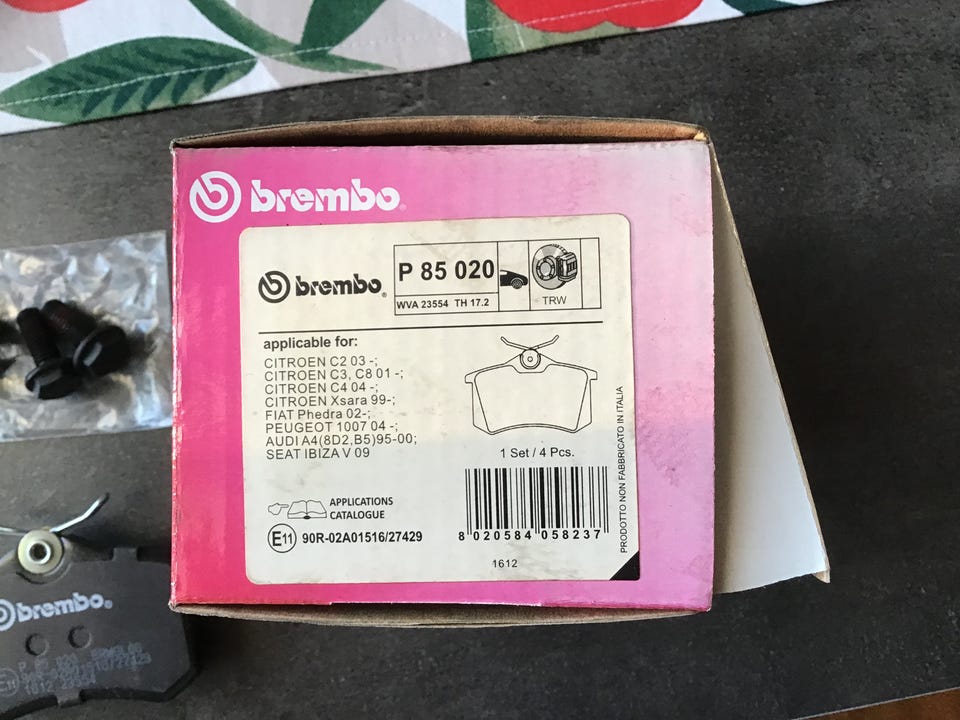 brembo
brembo
P 85 020
WVA 23554 TH 17.2
TRW
applicable for:
CITROEN C2 03 -;
CITROEN C3, C8 01 -;
CITROEN C4 04 -;
CITROEN Xsara 99-;
FIAT Phedra 02-;
PEUGEOT 1007 04 -;
AUDI A4(8D2,B5)95-00;
SEAT IBIZA V 09
1 Set / 4 Pcs.
APPLICATIONS
CATALOGUE
E11 90R-02A01516/27429
8 020584 058237
1612
PRODOTTO NON FABBRICATO IN ITALIA
brembo